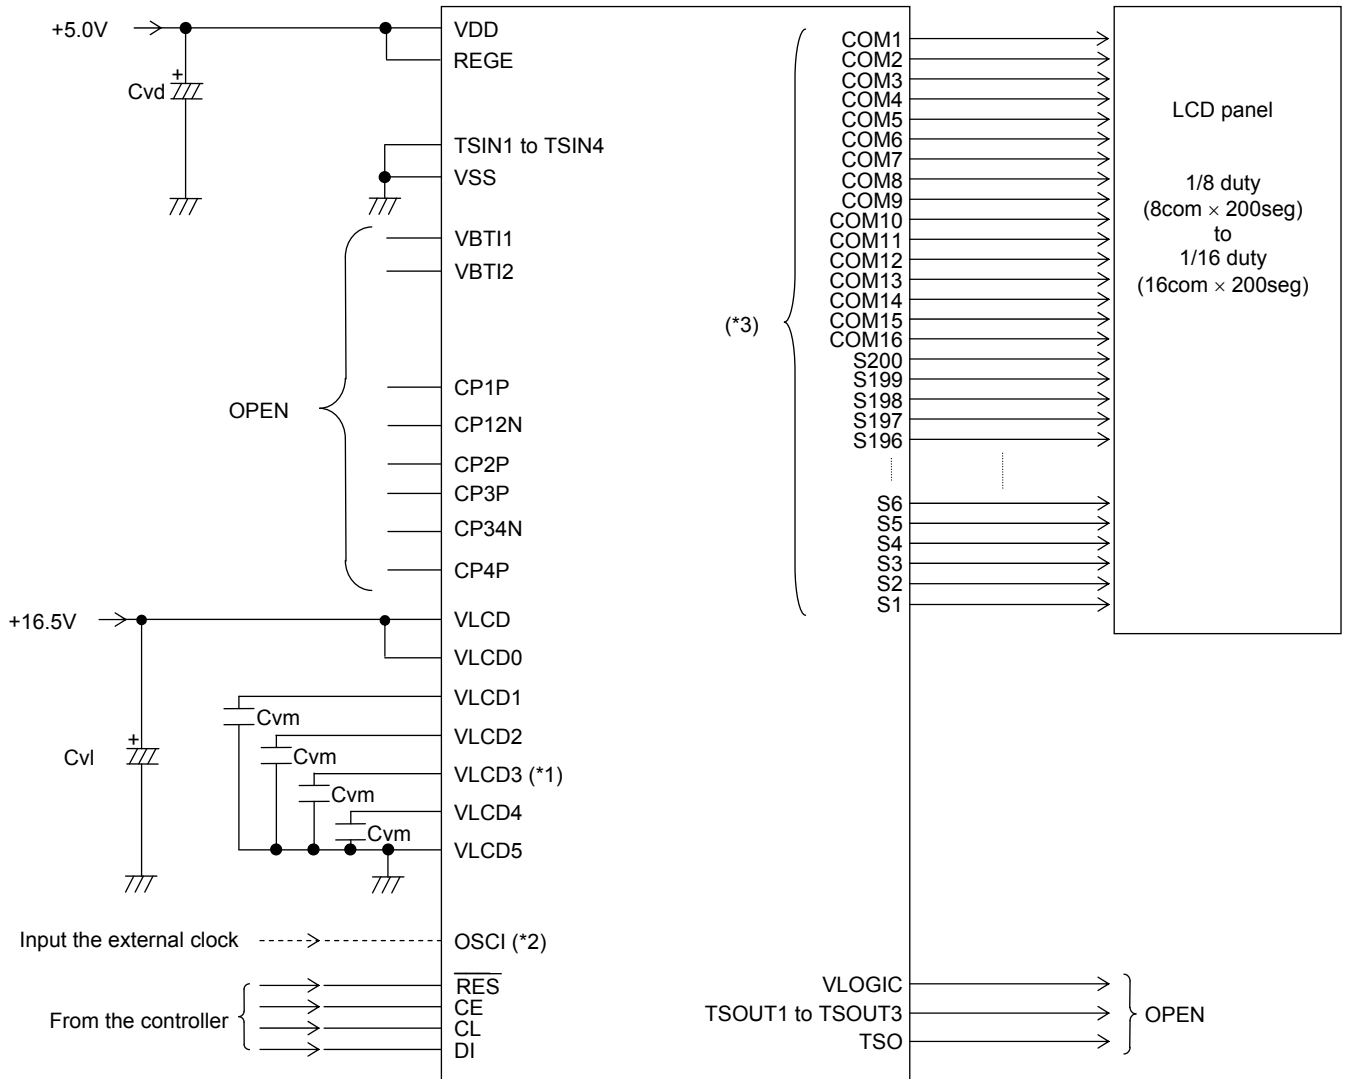 +5.0V
VDD
REGE
+
Cvd
TSIN1 to TSIN4
VSS
VBTI1
VBTI2
OPEN
CP1P
CP12N
CP2P
CP3P
CP34N
CP4P
+16.5V
VLCD
VLCD0
VLCD1
Cvm
VLCD2
Cvm
+
Cvl
VLCD3 (*1)
Cvm
VLCD4
Cvm
VLCD5
Input the external clock
OSCI (*2)
From the controller
RES
CE
CL
DI
(*3)
COM1
COM2
COM3
COM4
COM5
COM6
COM7
COM8
COM9
COM10
COM11
COM12
COM13
COM14
COM15
COM16
S200
S199
S198
S197
S196
S6
S5
S4
S3
S2
S1
LCD panel
1/8 duty
(8com × 200seg)
to
1/16 duty
(16com × 200seg)
VLOGIC
TSOUT1 to TSOUT3
TSO
OPEN